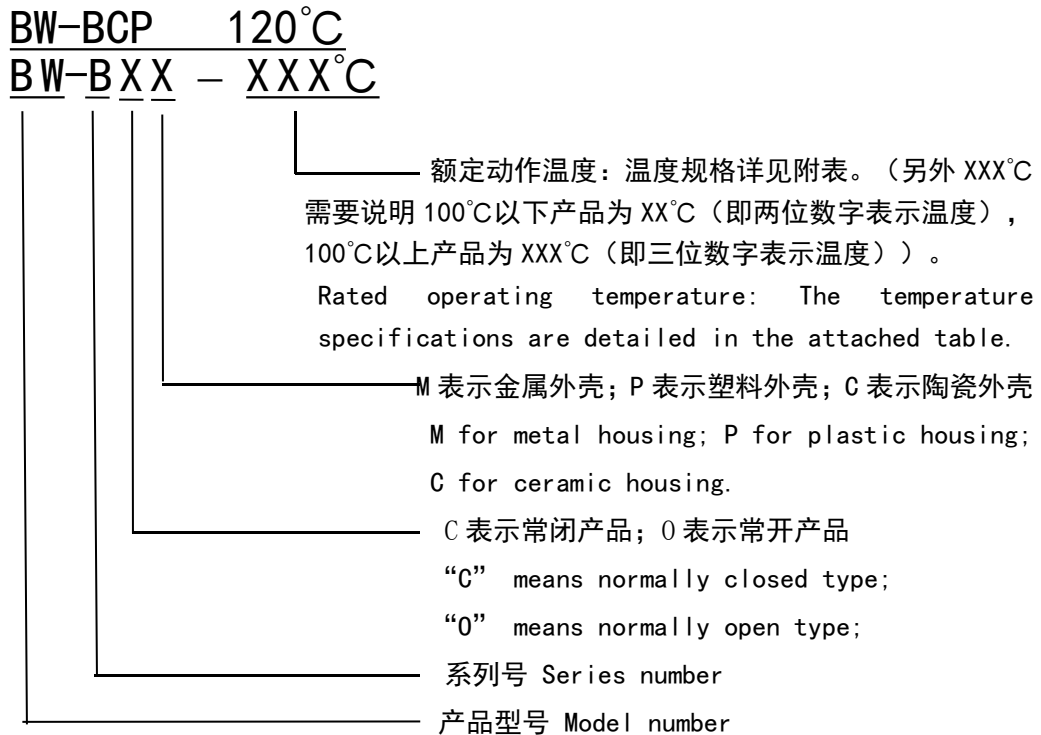 BW-BCP 120℃
BW-BXX - XXX℃
额定动作温度：温度规格详见附表。（另外 XXX℃
需要说明 100℃以下产品为 XX℃（即两位数字表示温度），
100℃以上产品为 XXX℃（即三位数字表示温度））。
Rated operating temperature: The temperature
specifications are detailed in the attached table.
M 表示金属外壳；P 表示塑料外壳；C 表示陶瓷外壳
M for metal housing; P for plastic housing;
C for ceramic housing.
C 表示常闭产品；O 表示常开产品
“C” means normally closed type;
“O” means normally open type;
系列号 Series number
产品型号 Model number